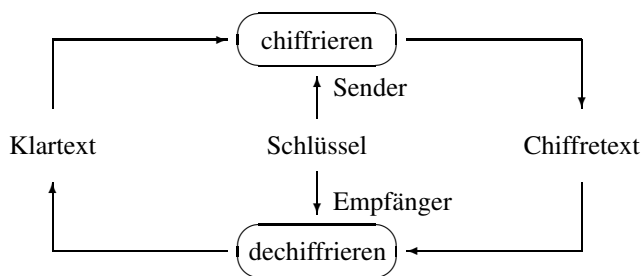 chiffrieren
Sender
Klartext
Schlüssel
Chiffretext
Empfänger
dechiffrieren